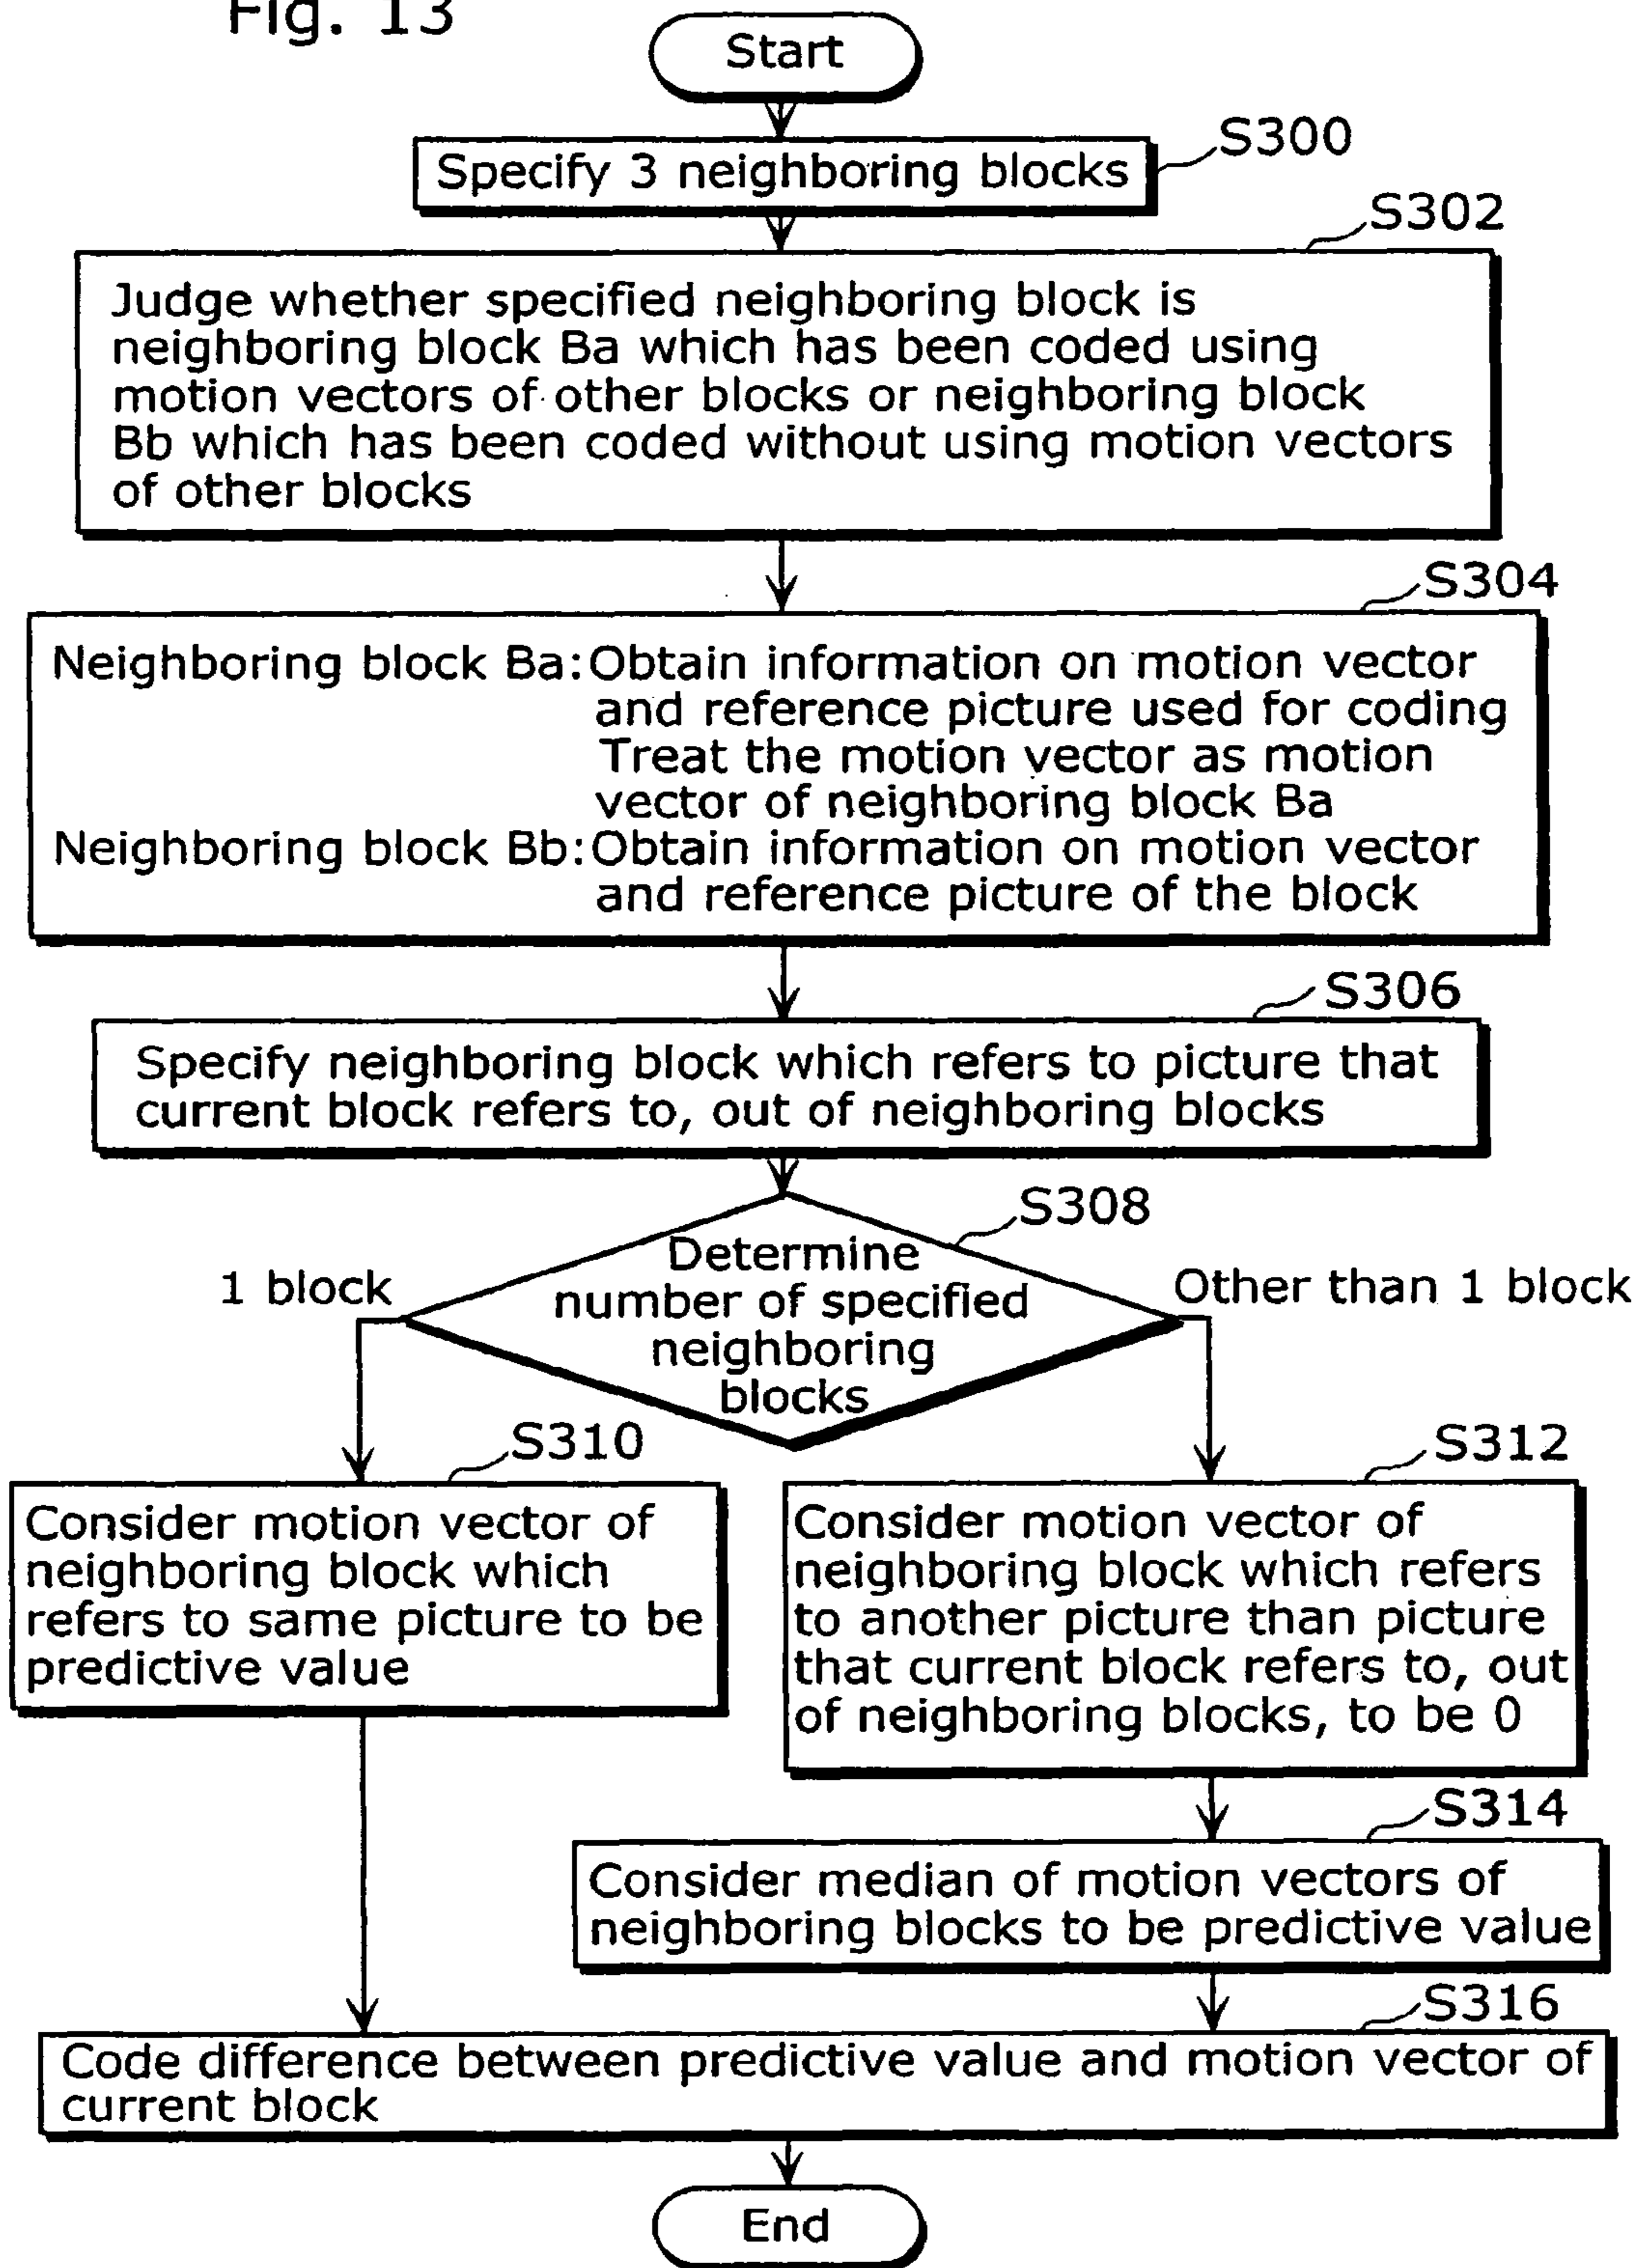 Fig. 13
Start
S300
Specify 3 neighboring blocks
S302
Judge whether specified neighboring block is
neighboring block Ba which has been coded using
motion vectors of other blocks or neighboring block
Bb which has been coded without using motion vectors
of other blocks
S304
Neighboring block Ba:Obtain information on motion vector
and reference picture used for coding
Treat the motion vector as motion
vector of neighboring block Ba
Neighboring block Bb:Obtain information on motion vector
and reference picture of the block
S306
Specify neighboring block which refers to picture that
current block refers to, out of neighboring blocks
S308
Determine
number of specified
neighboring
blocks
1 block
Other than 1 block
S310
Consider motion vector of
neighboring block which
refers to same picture to be
predictive value
S312
Consider motion vector of
neighboring block which refers
to another picture than picture
that current block refers to, out
of neighboring blocks, to be 0
S314
Consider median of motion vectors of
neighboring blocks to be predictive value
S316
Code difference between predictive value and motion vector of
current block
End